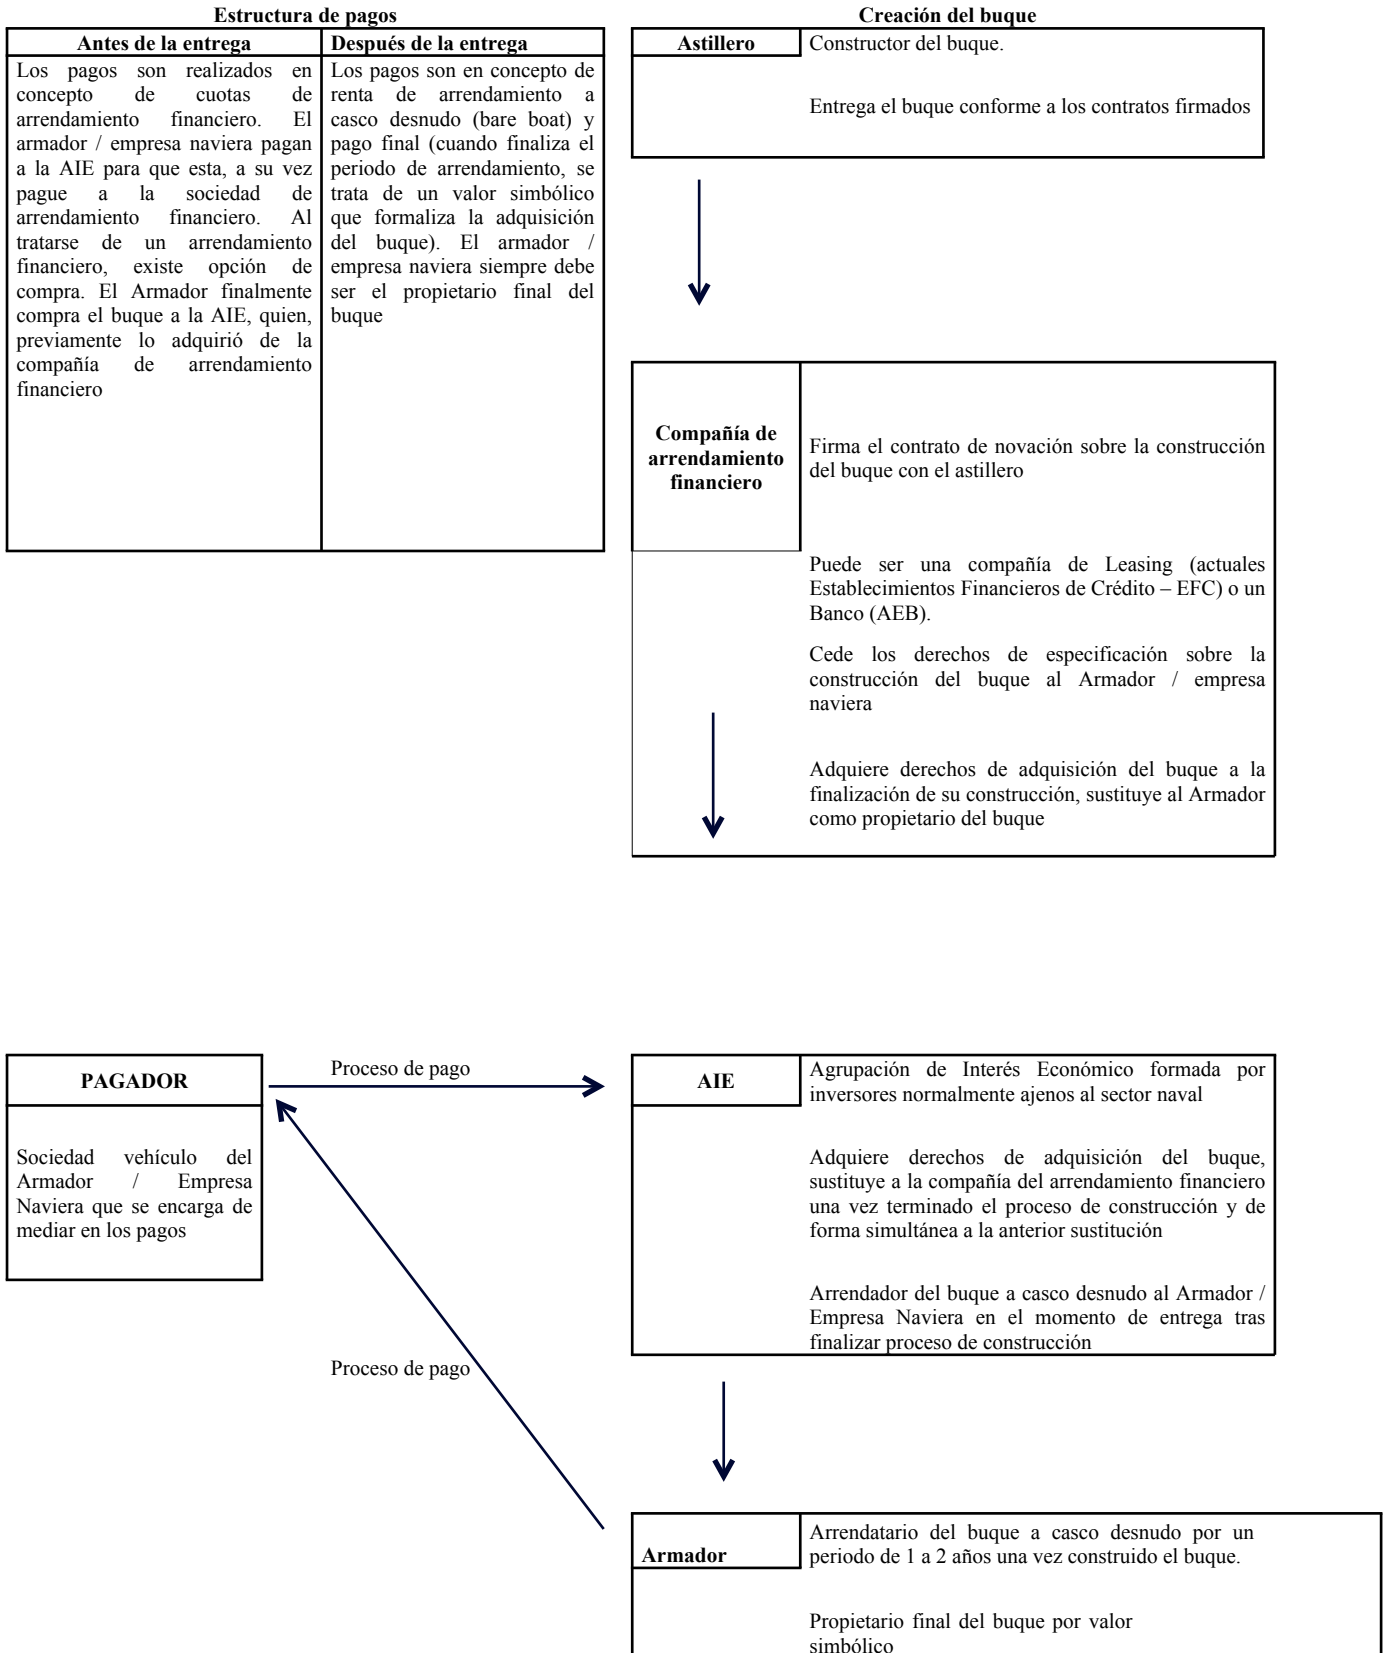 Estructura de pagos
Antes de la entrega
Después de la entrega
Los pagos son realizados en
concepto de cuotas de
arrendamiento financiero. El
armador / empresa naviera pagan
a la AIE para que esta, a su vez
pague a la sociedad de
arrendamiento financiero. Al
tratarse de un arrendamiento
financiero, existe opción de
compra. El Armador finalmente
compra el buque a la AIE, quien,
previamente lo adquirió de la
compañía de arrendamiento
financiero
Los pagos son en concepto de
renta de arrendamiento a
casco desnudo (bare boat) y
pago final (cuando finaliza el
periodo de arrendamiento, se
trata de un valor simbólico
que formaliza la adquisición
del buque). El armador /
empresa naviera siempre debe
ser el propietario final del
buque
Creación del buque
Astillero
Constructor del buque.
Entrega el buque conforme a los contratos firmados
Compañía de
arrendamiento
financiero
Firma el contrato de novación sobre la construcción
del buque con el astillero
Puede ser una compañía de Leasing (actuales
Establecimientos Financieros de Crédito – EFC) o un
Banco (AEB).
Cede los derechos de especificación sobre la
construcción del buque al Armador / empresa
naviera
Adquiere derechos de adquisición del buque a la
finalización de su construcción, sustituye al Armador
como propietario del buque
PAGADOR
Sociedad vehículo del
Armador / Empresa
Naviera que se encarga de
mediar en los pagos
Proceso de pago
Proceso de pago
AIE
Agrupación de Interés Económico formada por
inversores normalmente ajenos al sector naval
Adquiere derechos de adquisición del buque,
sustituye a la compañía del arrendamiento financiero
una vez terminado el proceso de construcción y de
forma simultánea a la anterior sustitución
Arrendador del buque a casco desnudo al Armador /
Empresa Naviera en el momento de entrega tras
finalizar proceso de construcción
Armador
Arrendatario del buque a casco desnudo por un
periodo de 1 a 2 años una vez construido el buque.
Propietario final del buque por valor
simbólico